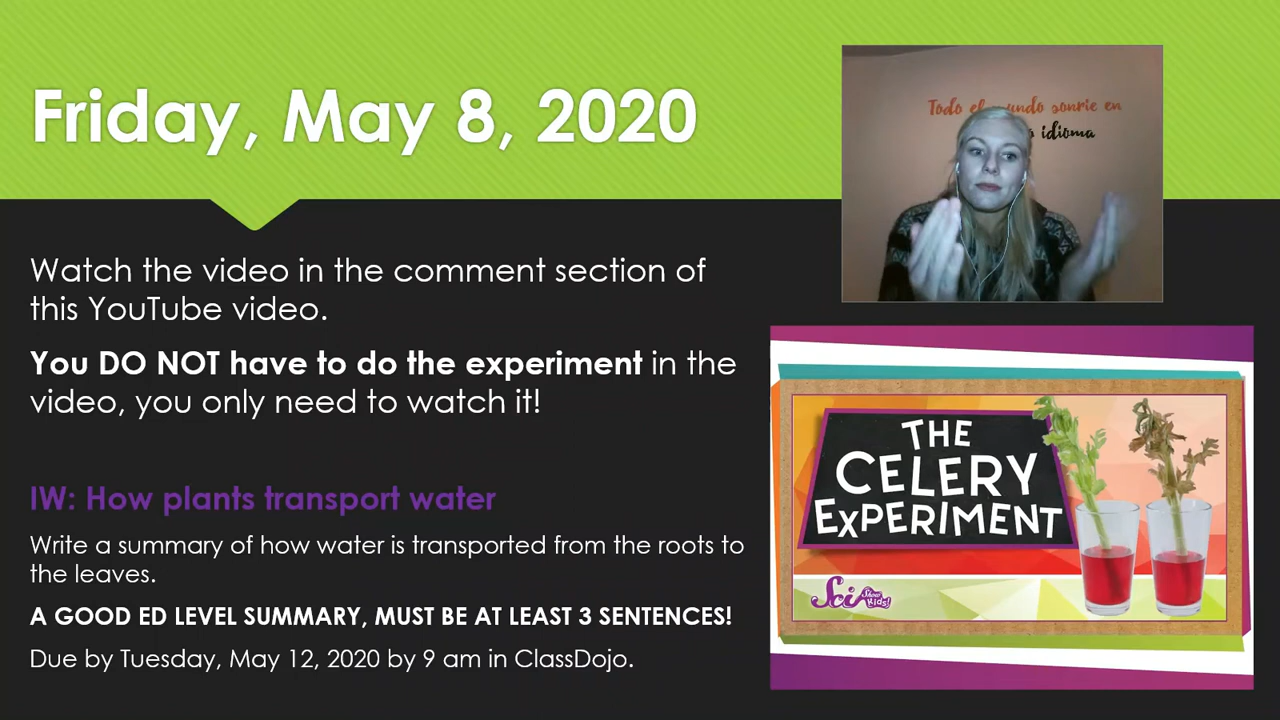 Friday, May 8, 2020
Todo el undo sonrie en
idioma
Watch the video in the comment section of
this YouTube video.
You DO NOT have to do the experiment in the
video, you only need to watch it!
IW: How plants transport water
Write a summary of how water is transported from the roots to
the leaves.
A GOOD ED LEVEL SUMMARY, MUST BE AT LEAST 3 SENTENCES!
Due by Tuesday, May 12, 2020 by 9 am in ClassDojo.
THE
CELERY
EXPERIMENT
Sci Show
Kids!